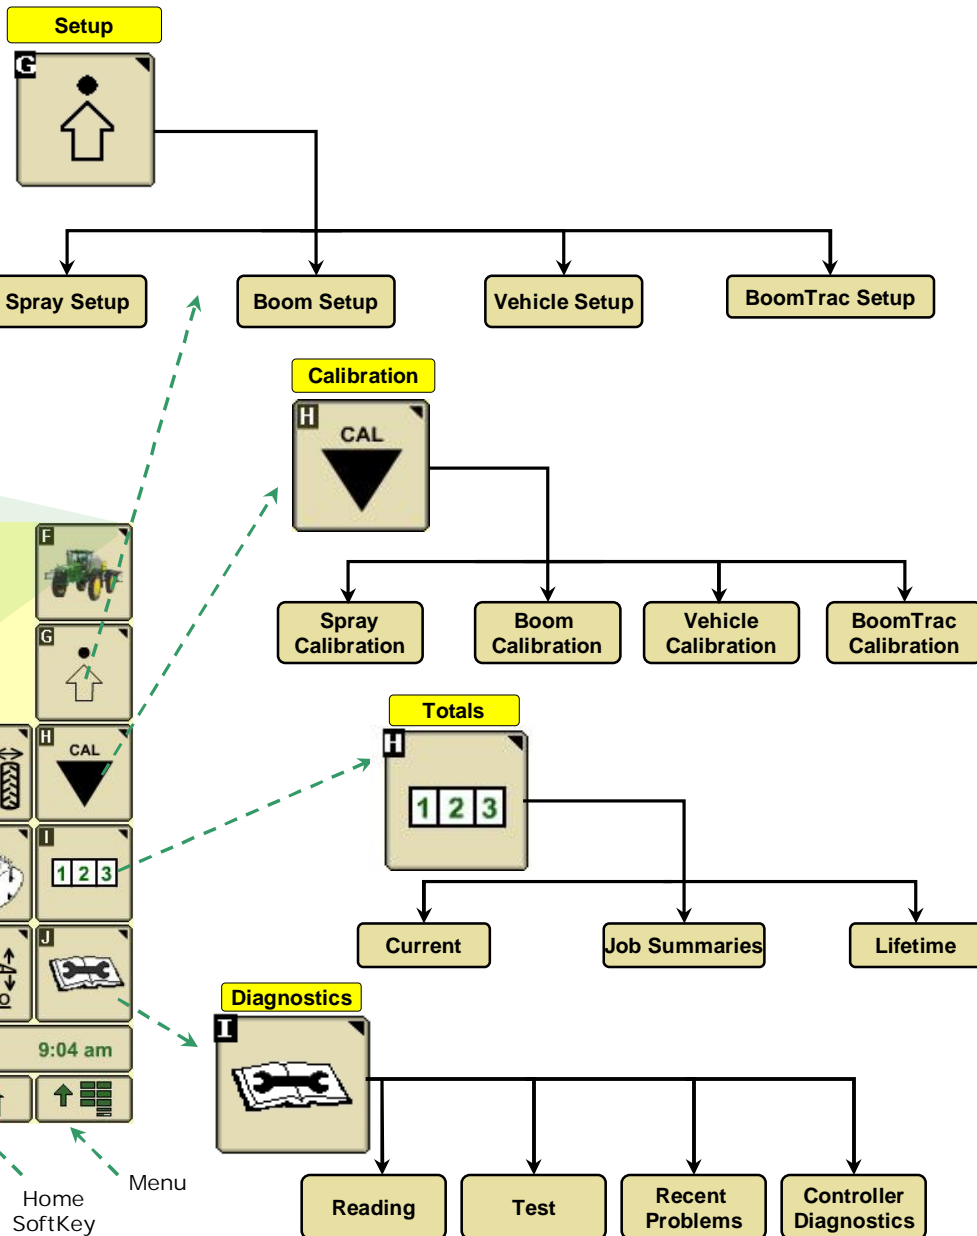 Setup
G
Spray Setup
Boom Setup
Vehicle Setup
BoomTrac Setup
Calibration
H
CAL
Spray
Calibration
Boom
Calibration
Vehicle
Calibration
BoomTrac
Calibration
F
G
H
CAL
I
1 2 3
J
9:04 am
Home
SoftKey
Menu
Totals
H
1 2 3
Current
Job Summaries
Lifetime
Diagnostics
I
Reading
Test
Recent
Problems
Controller
Diagnostics